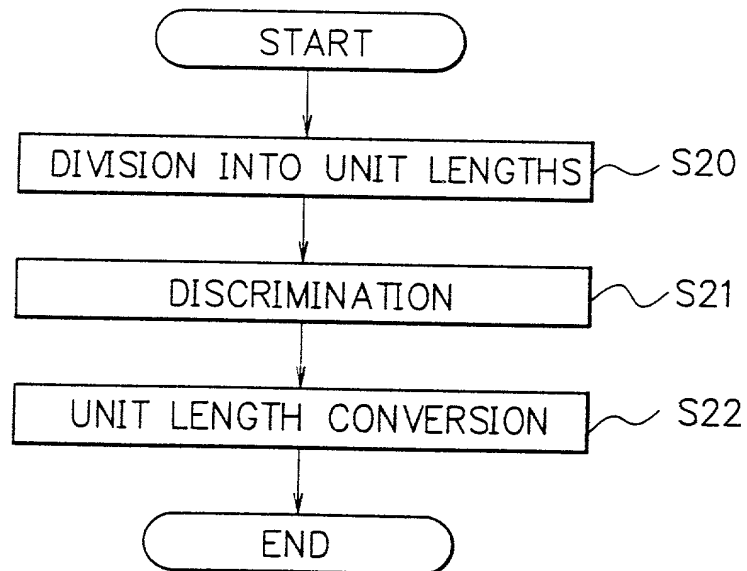 START
DIVISION INTO UNIT LENGTHS S20
DISCRIMINATION S21
UNIT LENGTH CONVERSION S22
END